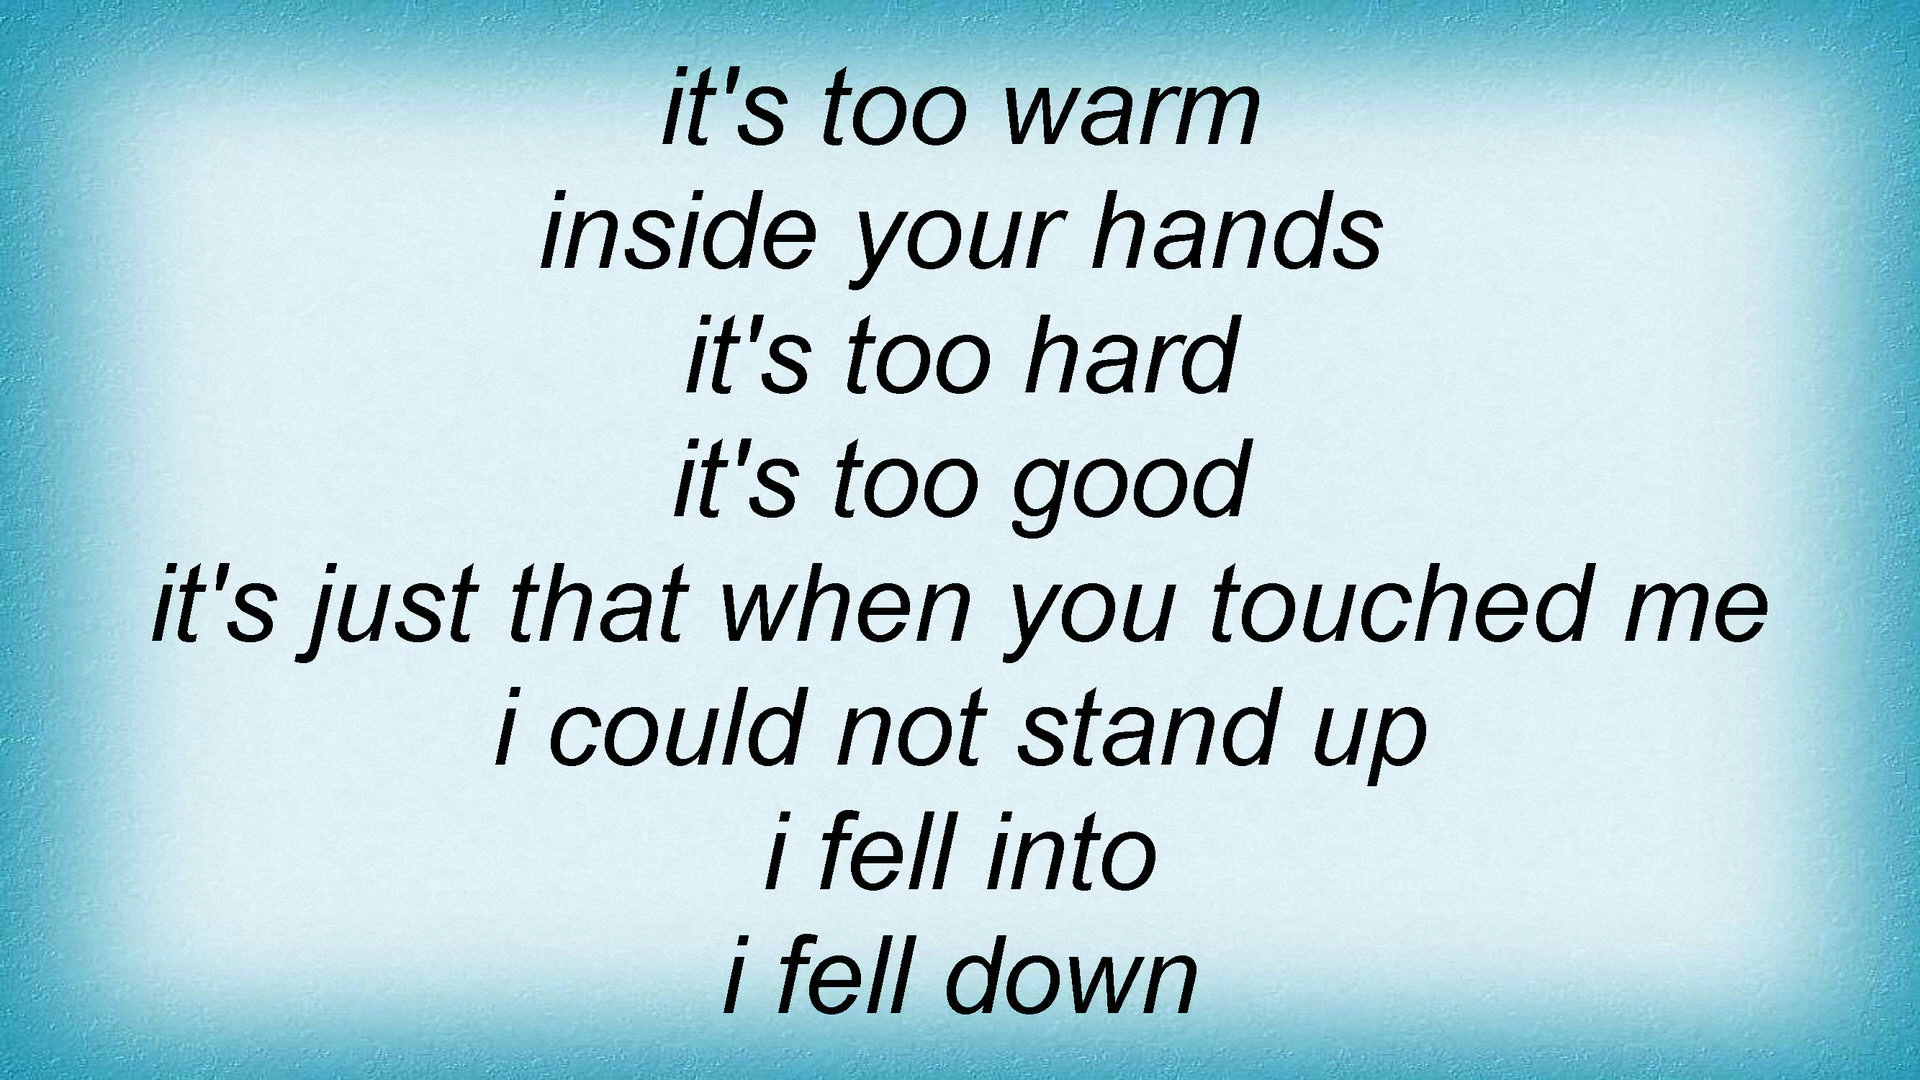 it's too warm
inside your hands
it's too hard
it's too good
it's just that when you touched me
i could not stand up
i fell into
i fell down